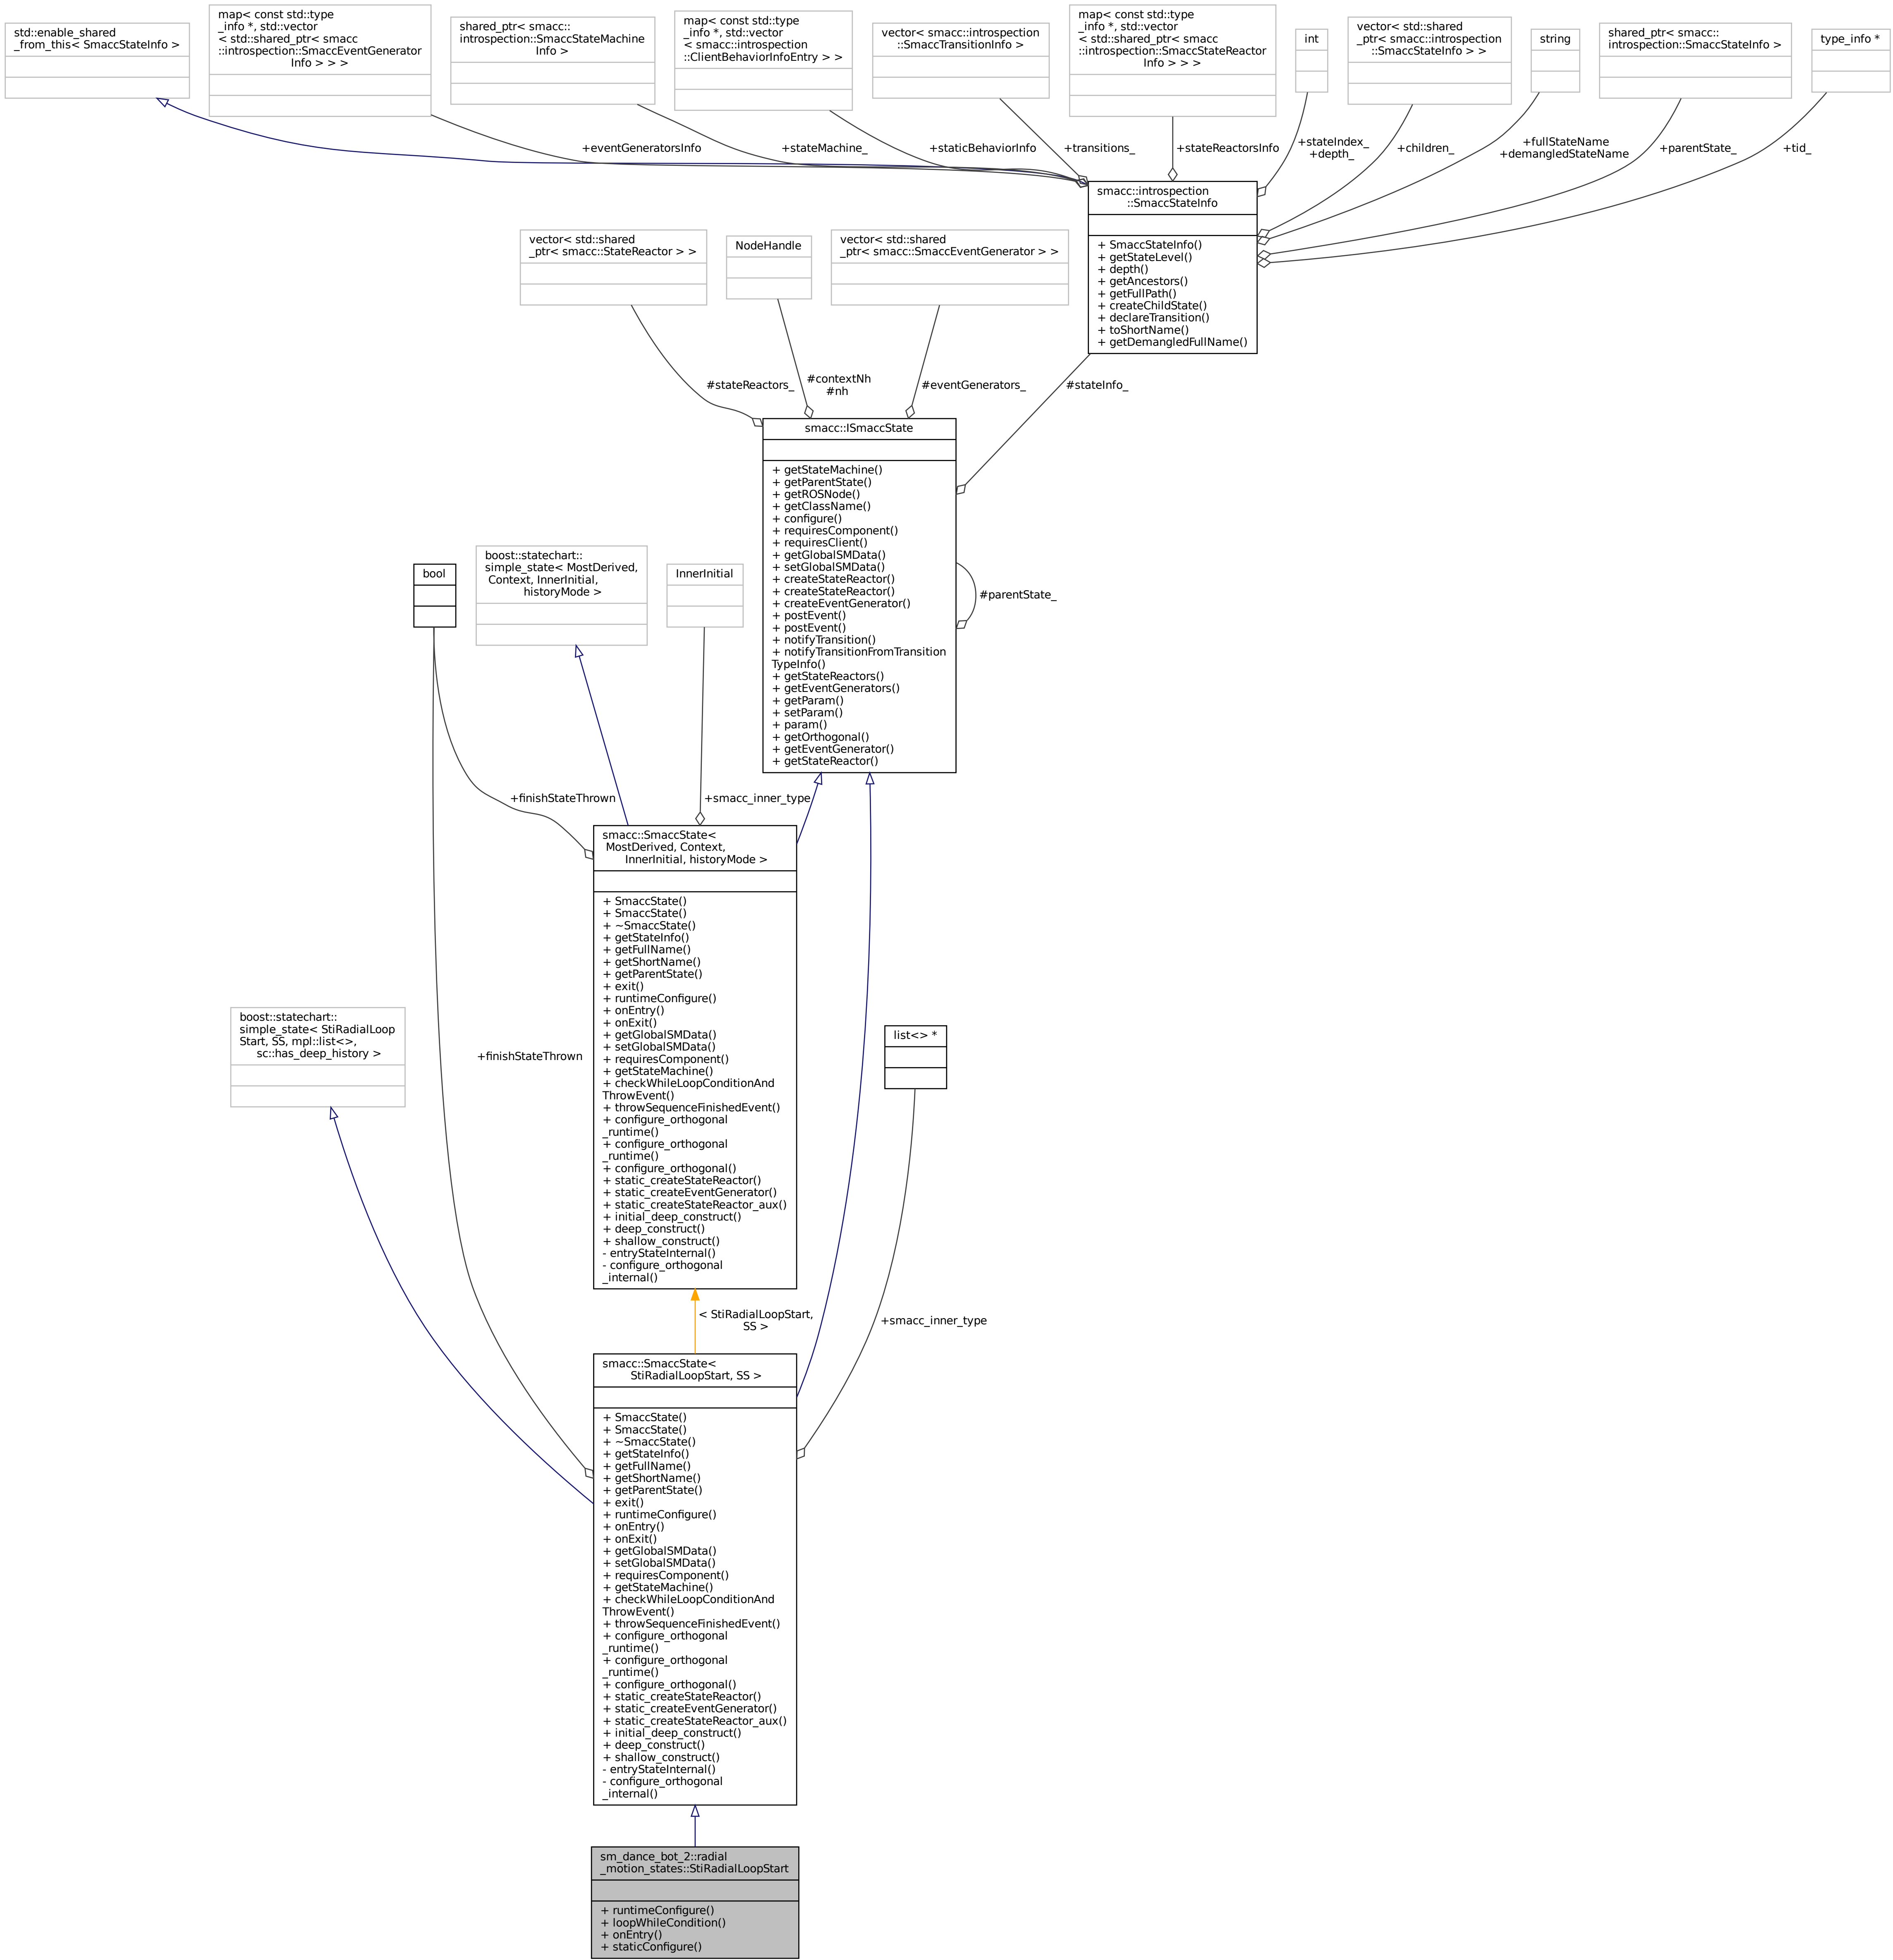 std::enable_shared
_from_this< SmaccStateInfo >
map< const std::type
_info *, std::vector
< std::shared_ptr< smacc
::introspection::SmaccEventGenerator
Info > > >
shared_ptr< smacc::
introspection::SmaccStateMachine
Info >
map< const std::type
_info *, std::vector
< smacc::introspection
::ClientBehaviorInfoEntry > >
vector< smacc::introspection
::SmaccTransitionInfo >
map< const std::type
_info *, std::vector
< std::shared_ptr< smacc
::introspection::SmaccStateReactor
Info > > >
int
vector< std::shared
_ptr< smacc::introspection
::SmaccStateInfo > >
string
shared_ptr< smacc::
introspection::SmaccStateInfo >
type_info *
+eventGeneratorsInfo
+stateMachine_
+staticBehaviorInfo
+transitions_
+stateReactorsInfo
+stateIndex_
+depth_
+children_
+fullStateName
+demangledStateName
+parentState_
+tid_
smacc::introspection
::SmaccStateInfo
+ SmaccStateInfo()
+ getStateLevel()
+ depth()
+ getAncestors()
+ getFullPath()
+ createChildState()
+ declareTransition()
+ toShortName()
+ getDemangledFullName()
vector< std::shared
_ptr< smacc::StateReactor > >
NodeHandle
vector< std::shared
_ptr< smacc::SmaccEventGenerator > >
#stateReactors_
#contextNh
#nh
#eventGenerators_
#stateInfo_
smacc::ISmaccState
+ getStateMachine()
+ getParentState()
+ getROSNode()
+ getClassName()
+ configure()
+ requiresComponent()
+ requiresClient()
+ getGlobalSMData()
+ setGlobalSMData()
+ createStateReactor()
+ createStateReactor()
+ createEventGenerator()
+ postEvent()
+ postEvent()
+ notifyTransition()
+ notifyTransitionFromTransition
TypeInfo()
+ getStateReactors()
+ getEventGenerators()
+ getParam()
+ setParam()
+ param()
+ getOrthogonal()
+ getEventGenerator()
+ getStateReactor()
#parentState_
bool
boost::statechart::
simple_state< MostDerived,
Context, InnerInitial,
historyMode >
InnerInitial
+finishStateThrown
+smacc_inner_type
smacc::SmaccState<
MostDerived, Context,
InnerInitial, historyMode >
+ SmaccState()
+ SmaccState()
+ ~SmaccState()
+ getStateInfo()
+ getFullName()
+ getShortName()
+ getParentState()
+ exit()
+ runtimeConfigure()
+ onEntry()
+ onExit()
+ getGlobalSMData()
+ setGlobalSMData()
+ requiresComponent()
+ getStateMachine()
+ checkWhileLoopConditionAnd
ThrowEvent()
+ throwSequenceFinishedEvent()
+ configure_orthogonal
_runtime()
+ configure_orthogonal
_runtime()
+ configure_orthogonal()
+ static_createStateReactor()
+ static_createEventGenerator()
+ static_createStateReactor_aux()
+ initial_deep_construct()
+ deep_construct()
+ shallow_construct()
- entryStateInternal()
- configure_orthogonal
_internal()
boost::statechart::
simple_state< StiRadialLoop
Start, SS, mpl::list<>,
sc::has_deep_history >
+finishStateThrown
list<> *
< StiRadialLoopStart,
SS >
+smacc_inner_type
smacc::SmaccState<
StiRadialLoopStart, SS >
+ SmaccState()
+ SmaccState()
+ ~SmaccState()
+ getStateInfo()
+ getFullName()
+ getShortName()
+ getParentState()
+ exit()
+ runtimeConfigure()
+ onEntry()
+ onExit()
+ getGlobalSMData()
+ setGlobalSMData()
+ requiresComponent()
+ getStateMachine()
+ checkWhileLoopConditionAnd
ThrowEvent()
+ throwSequenceFinishedEvent()
+ configure_orthogonal
_runtime()
+ configure_orthogonal
_runtime()
+ configure_orthogonal()
+ static_createStateReactor()
+ static_createEventGenerator()
+ static_createStateReactor_aux()
+ initial_deep_construct()
+ deep_construct()
+ shallow_construct()
- entryStateInternal()
- configure_orthogonal
_internal()
sm_dance_bot_2::radial
_motion_states::StiRadialLoopStart
+ runtimeConfigure()
+ loopWhileCondition()
+ onEntry()
+ staticConfigure()